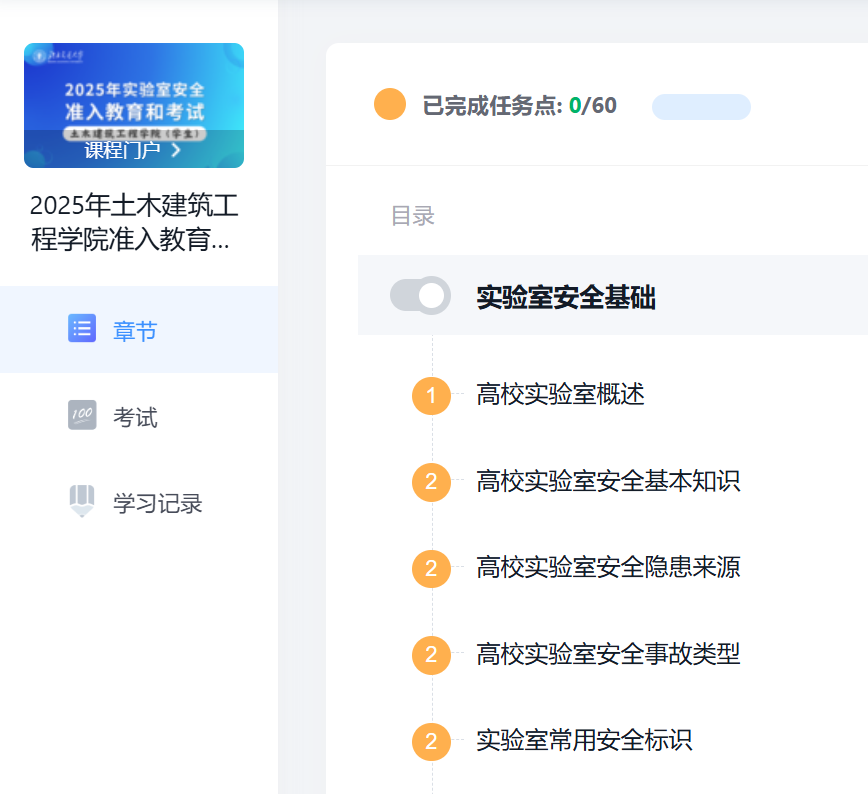 2025年实验室安全
准入教育和考试
土木建筑工程学院（学生）
课程门户
2025年土木建筑工
程学院准入教育...
章节
100
考试
学习记录
已完成任务点: 0/60
目录
实验室安全基础
1 高校实验室概述
2 高校实验室安全基本知识
2 高校实验室安全隐患来源
2 高校实验室安全事故类型
2 实验室常用安全标识